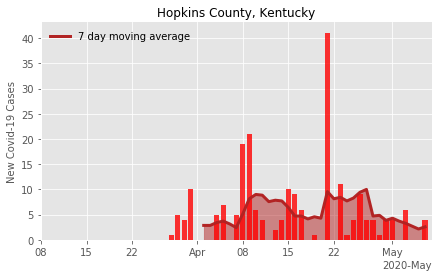 Hopkins County, Kentucky
7 day moving average
New Covid-19 Cases
40
35
30
25
20
15
10
5
0
08 15 22 Apr 08 15 22 May
2020-May